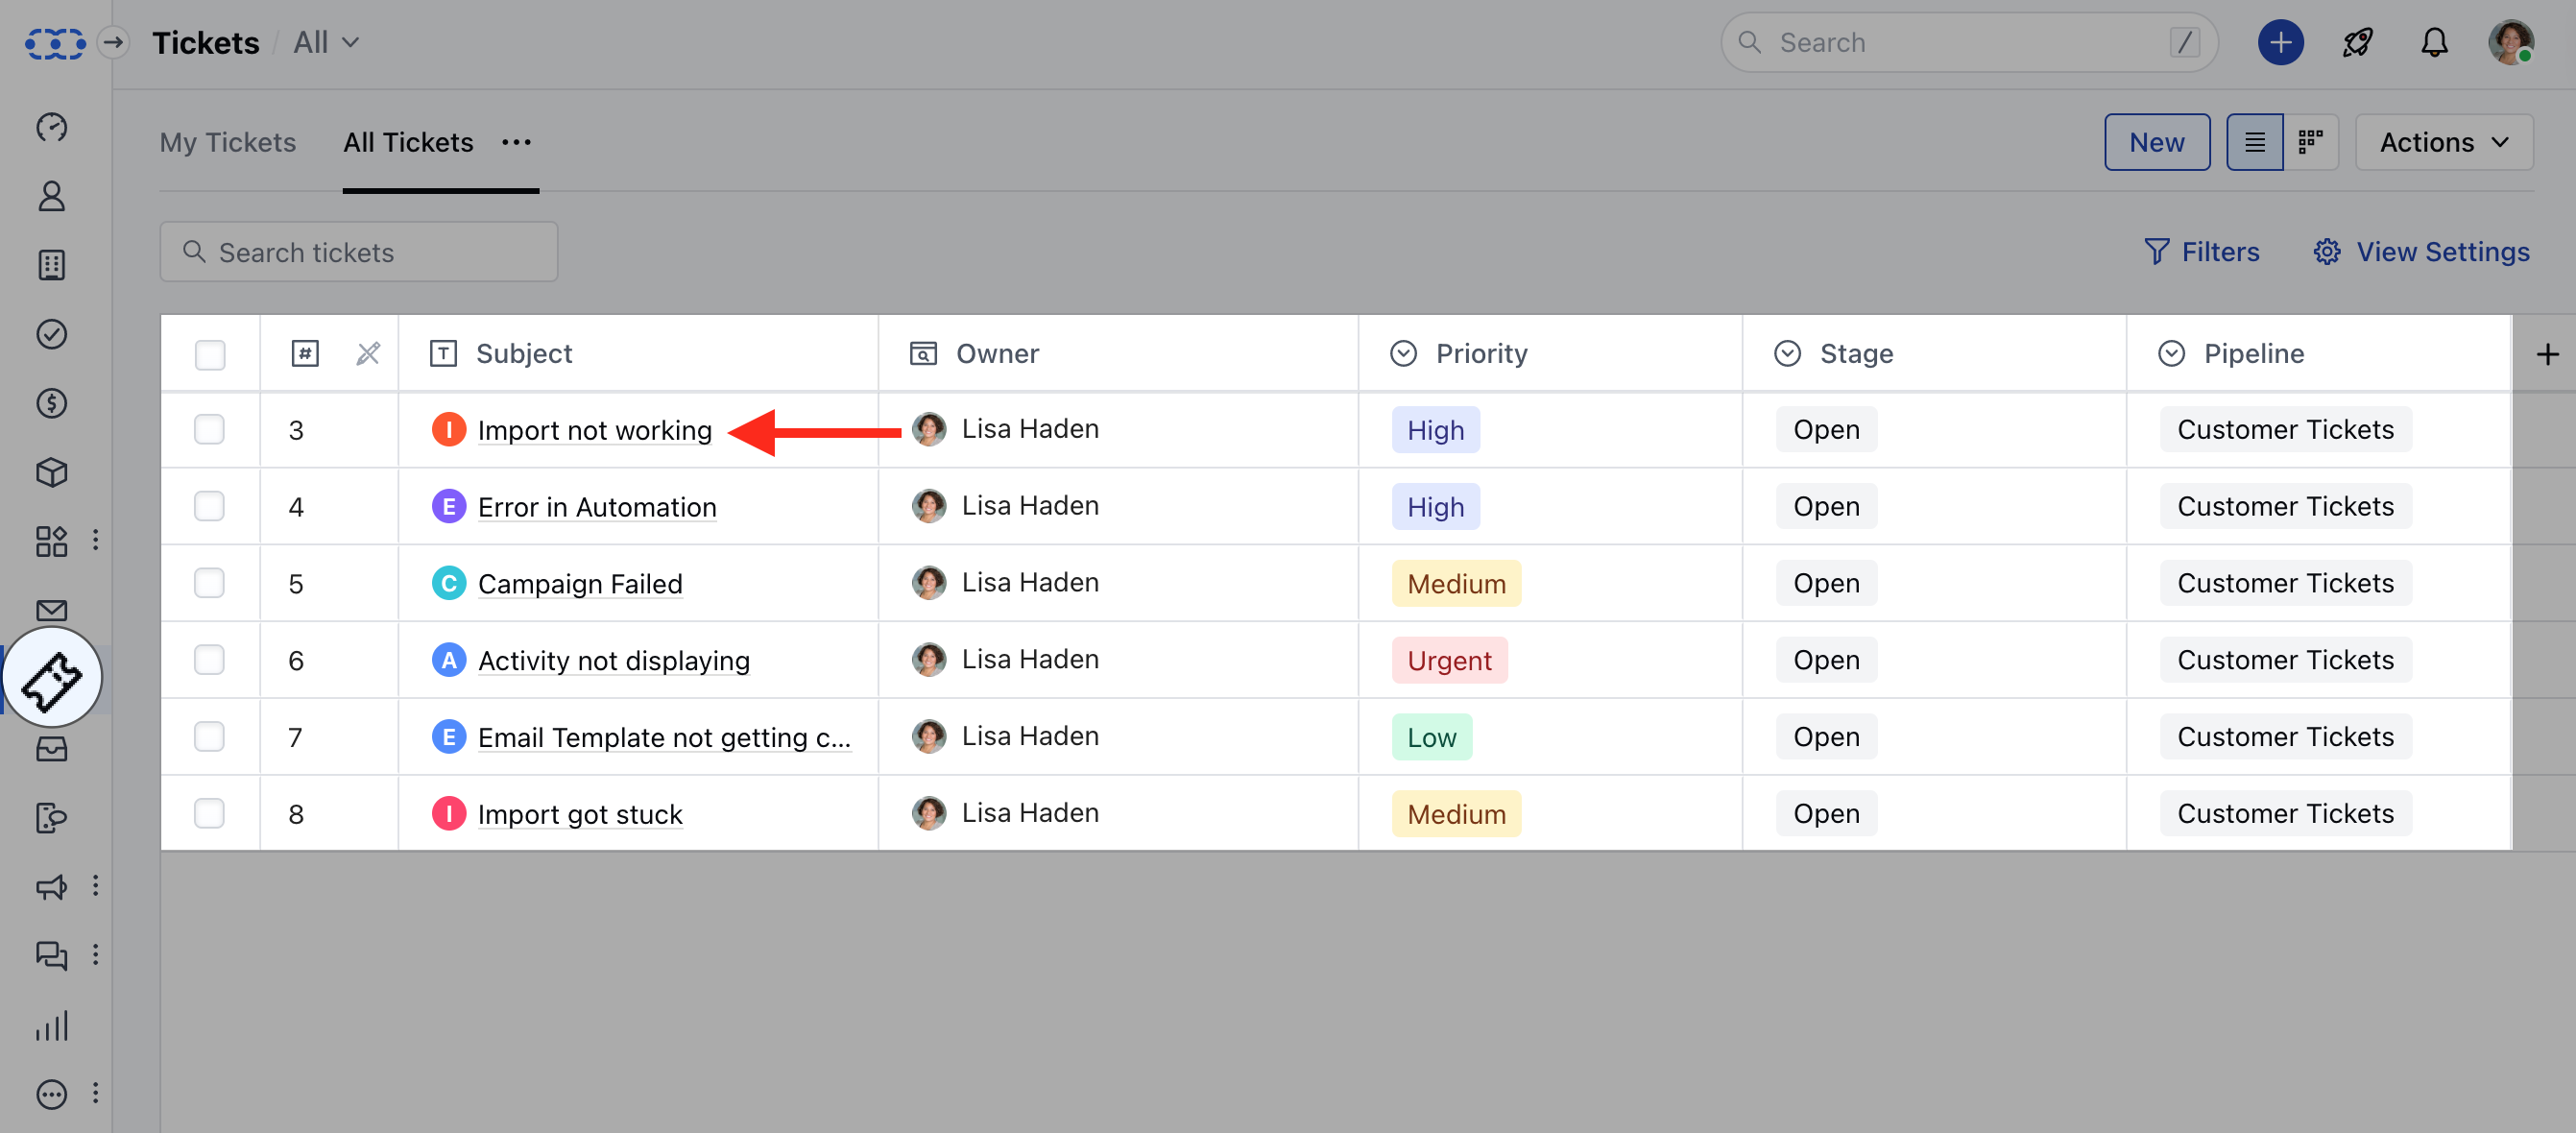 Tickets / All
Search /
My Tickets All Tickets
New Actions
Search tickets
Filters View Settings
# T Subject Owner Priority Stage Pipeline
3 I Import not working Lisa Haden High Open Customer Tickets
4 E Error in Automation Lisa Haden High Open Customer Tickets
5 C Campaign Failed Lisa Haden Medium Open Customer Tickets
6 A Activity not displaying Lisa Haden Urgent Open Customer Tickets
7 E Email Template not getting c... Lisa Haden Low Open Customer Tickets
8 I Import got stuck Lisa Haden Medium Open Customer Tickets